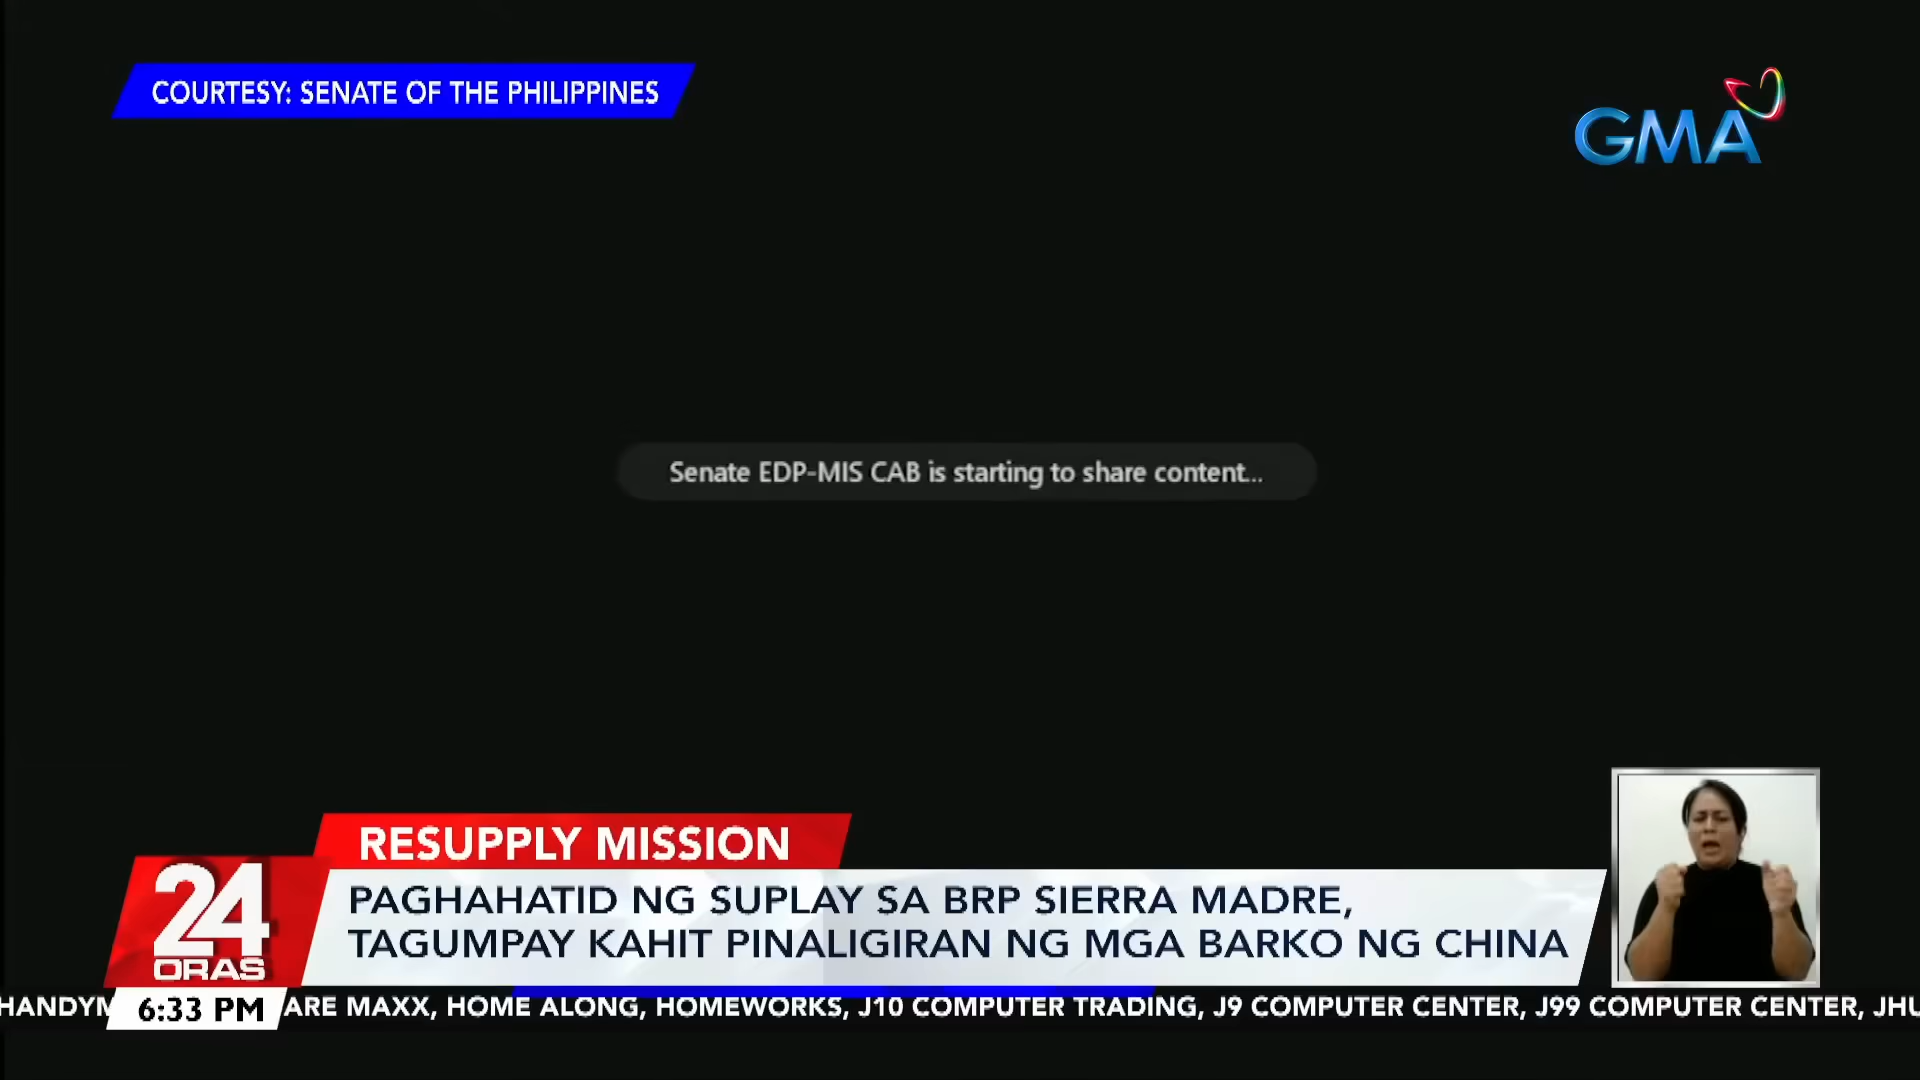 COURTESY: SENATE OF THE PHILIPPINES
GMA
Senate EDP-MIS CAB is starting to share content...
RESUPPLY MISSION
24 ORAS
PAGHAHATID NG SUPLAY SA BRP SIERRA MADRE,
TAGUMPAY KAHIT PINALIGIRAN NG MGA BARKO NG CHINA
6:33 PM
HANDYM ARE MAXX, HOME ALONG, HOMEWORKS, J10 COMPUTER TRADING, J9 COMPUTER CENTER, J99 COMPUTER CENTER, JHU